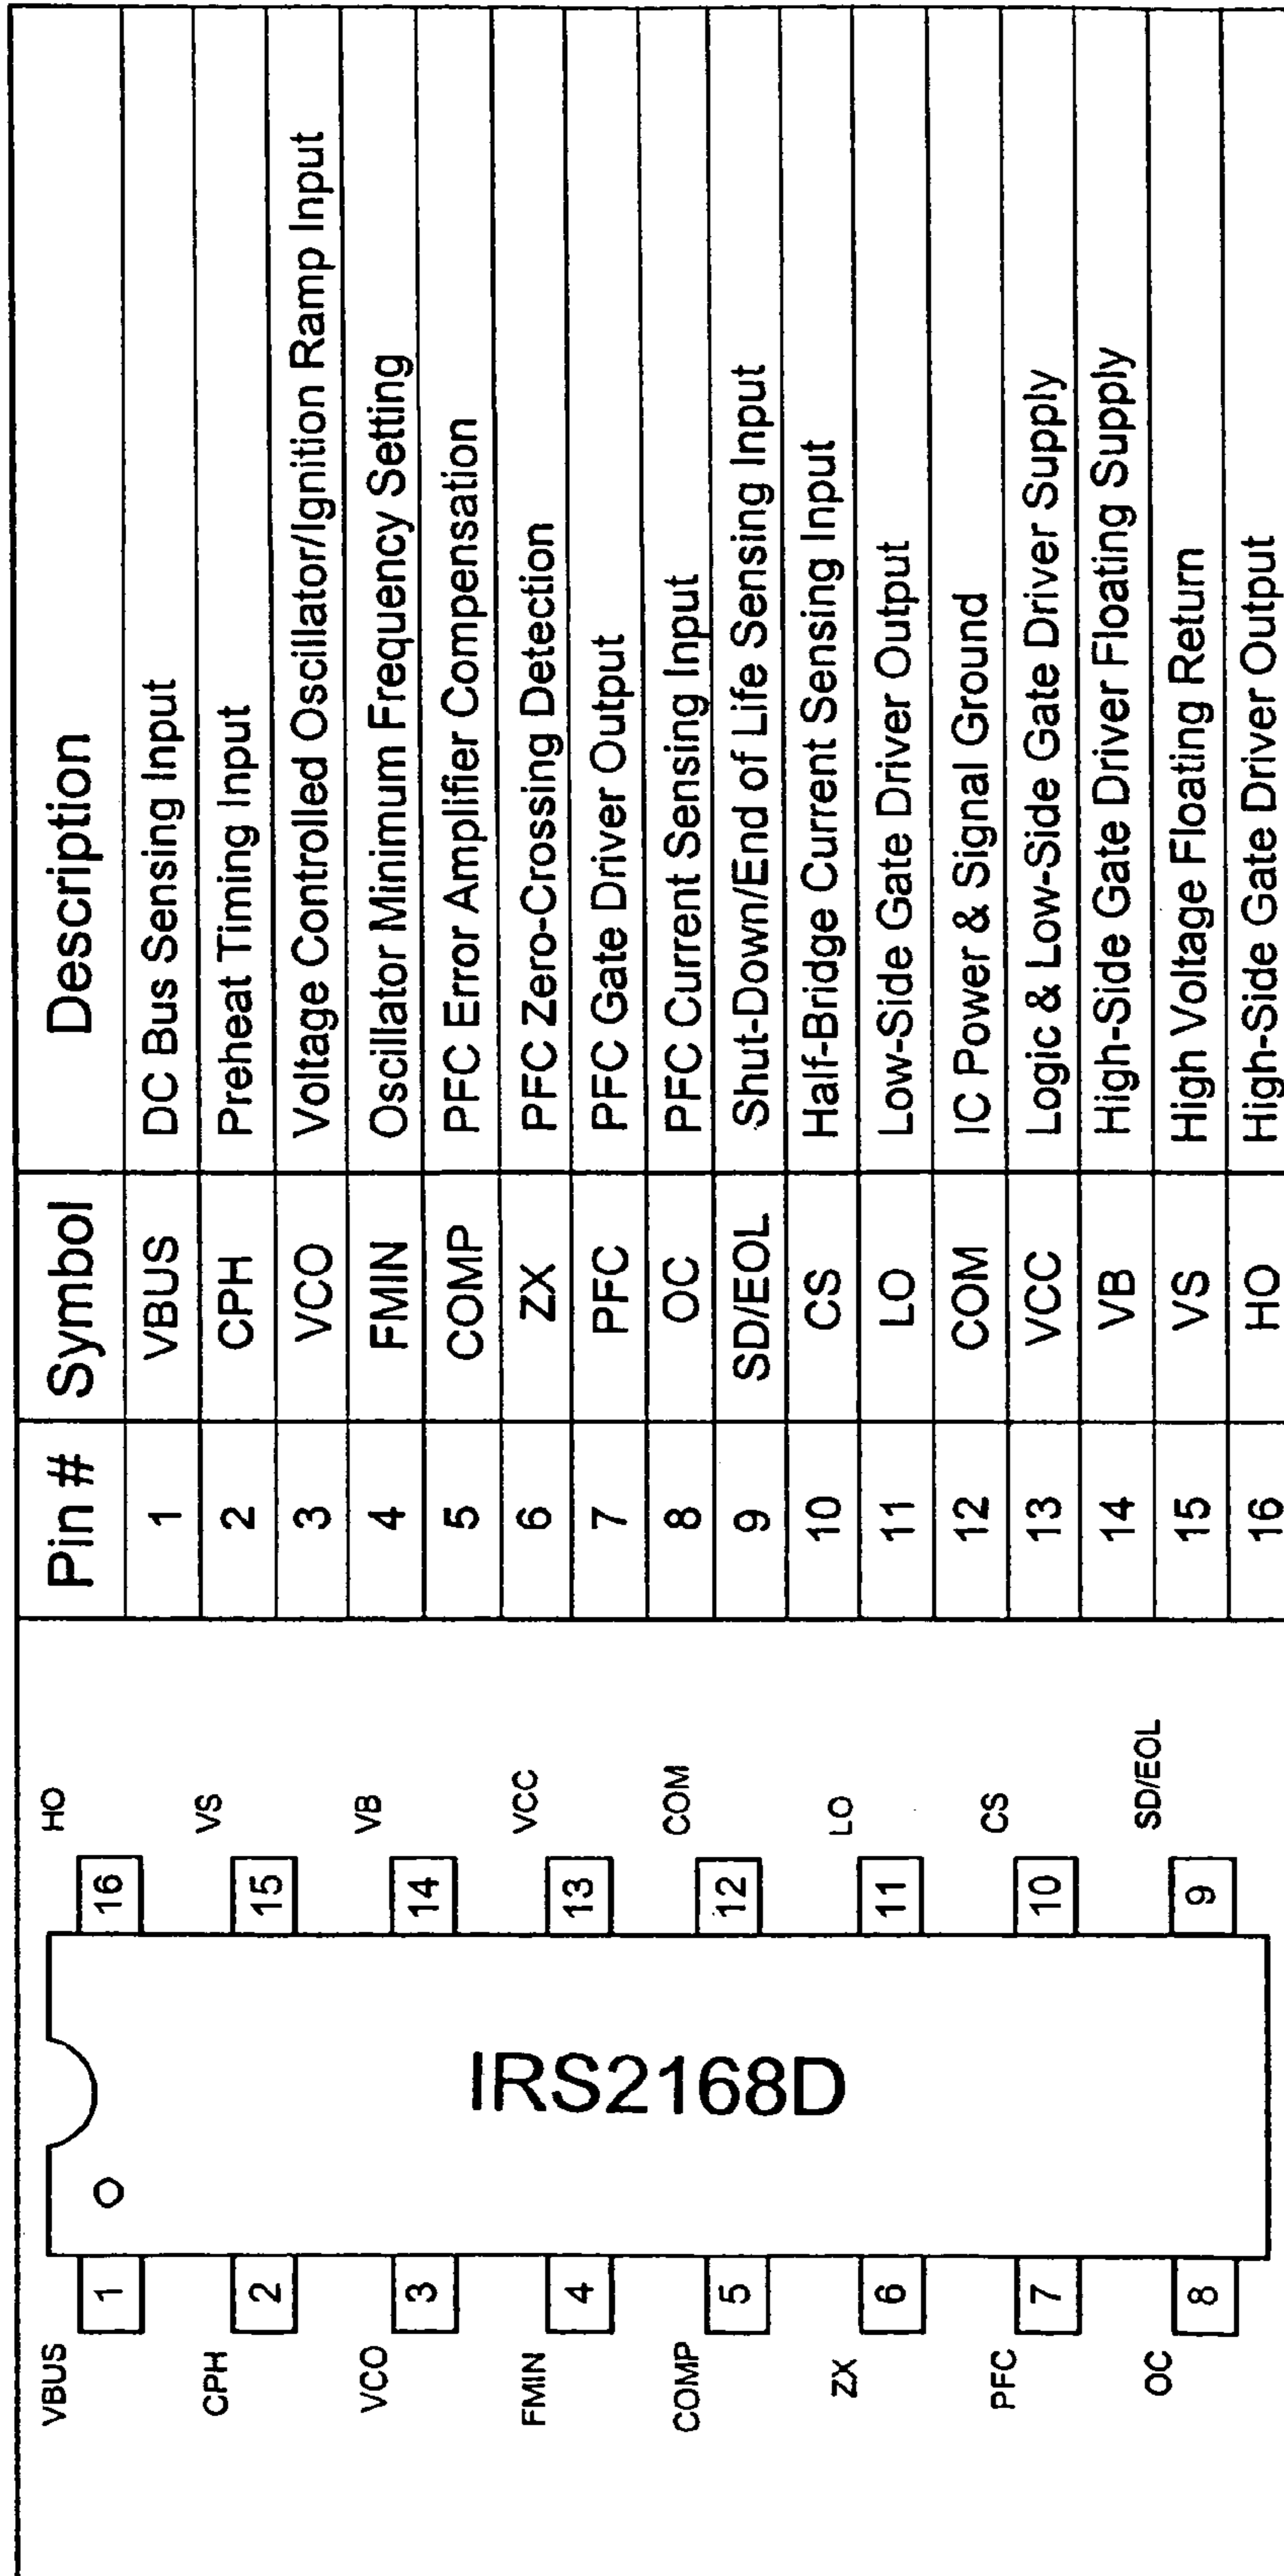 VBUS 1 16 HO
CPH 2 15 VS
VCO 3 14 VB
FMIN 4 13 VCC
COMP 5 12 COM
ZX 6 11 LO
PFC 7 10 CS
OC 8 9 SD/EOL
IRS2168D
Pin # Symbol Description
1 VBUS DC Bus Sensing Input
2 CPH Preheat Timing Input
3 VCO Voltage Controlled Oscillator/Ignition Ramp Input
4 FMIN Oscillator Minimum Frequency Setting
5 COMP PFC Error Amplifier Compensation
6 ZX PFC Zero-Crossing Detection
7 PFC PFC Gate Driver Output
8 OC PFC Current Sensing Input
9 SD/EOL Shut-Down/End of Life Sensing Input
10 CS Half-Bridge Current Sensing Input
11 LO Low-Side Gate Driver Output
12 COM IC Power & Signal Ground
13 VCC Logic & Low-Side Gate Driver Supply
14 VB High-Side Gate Driver Floating Supply
15 VS High Voltage Floating Return
16 HO High-Side Gate Driver Output